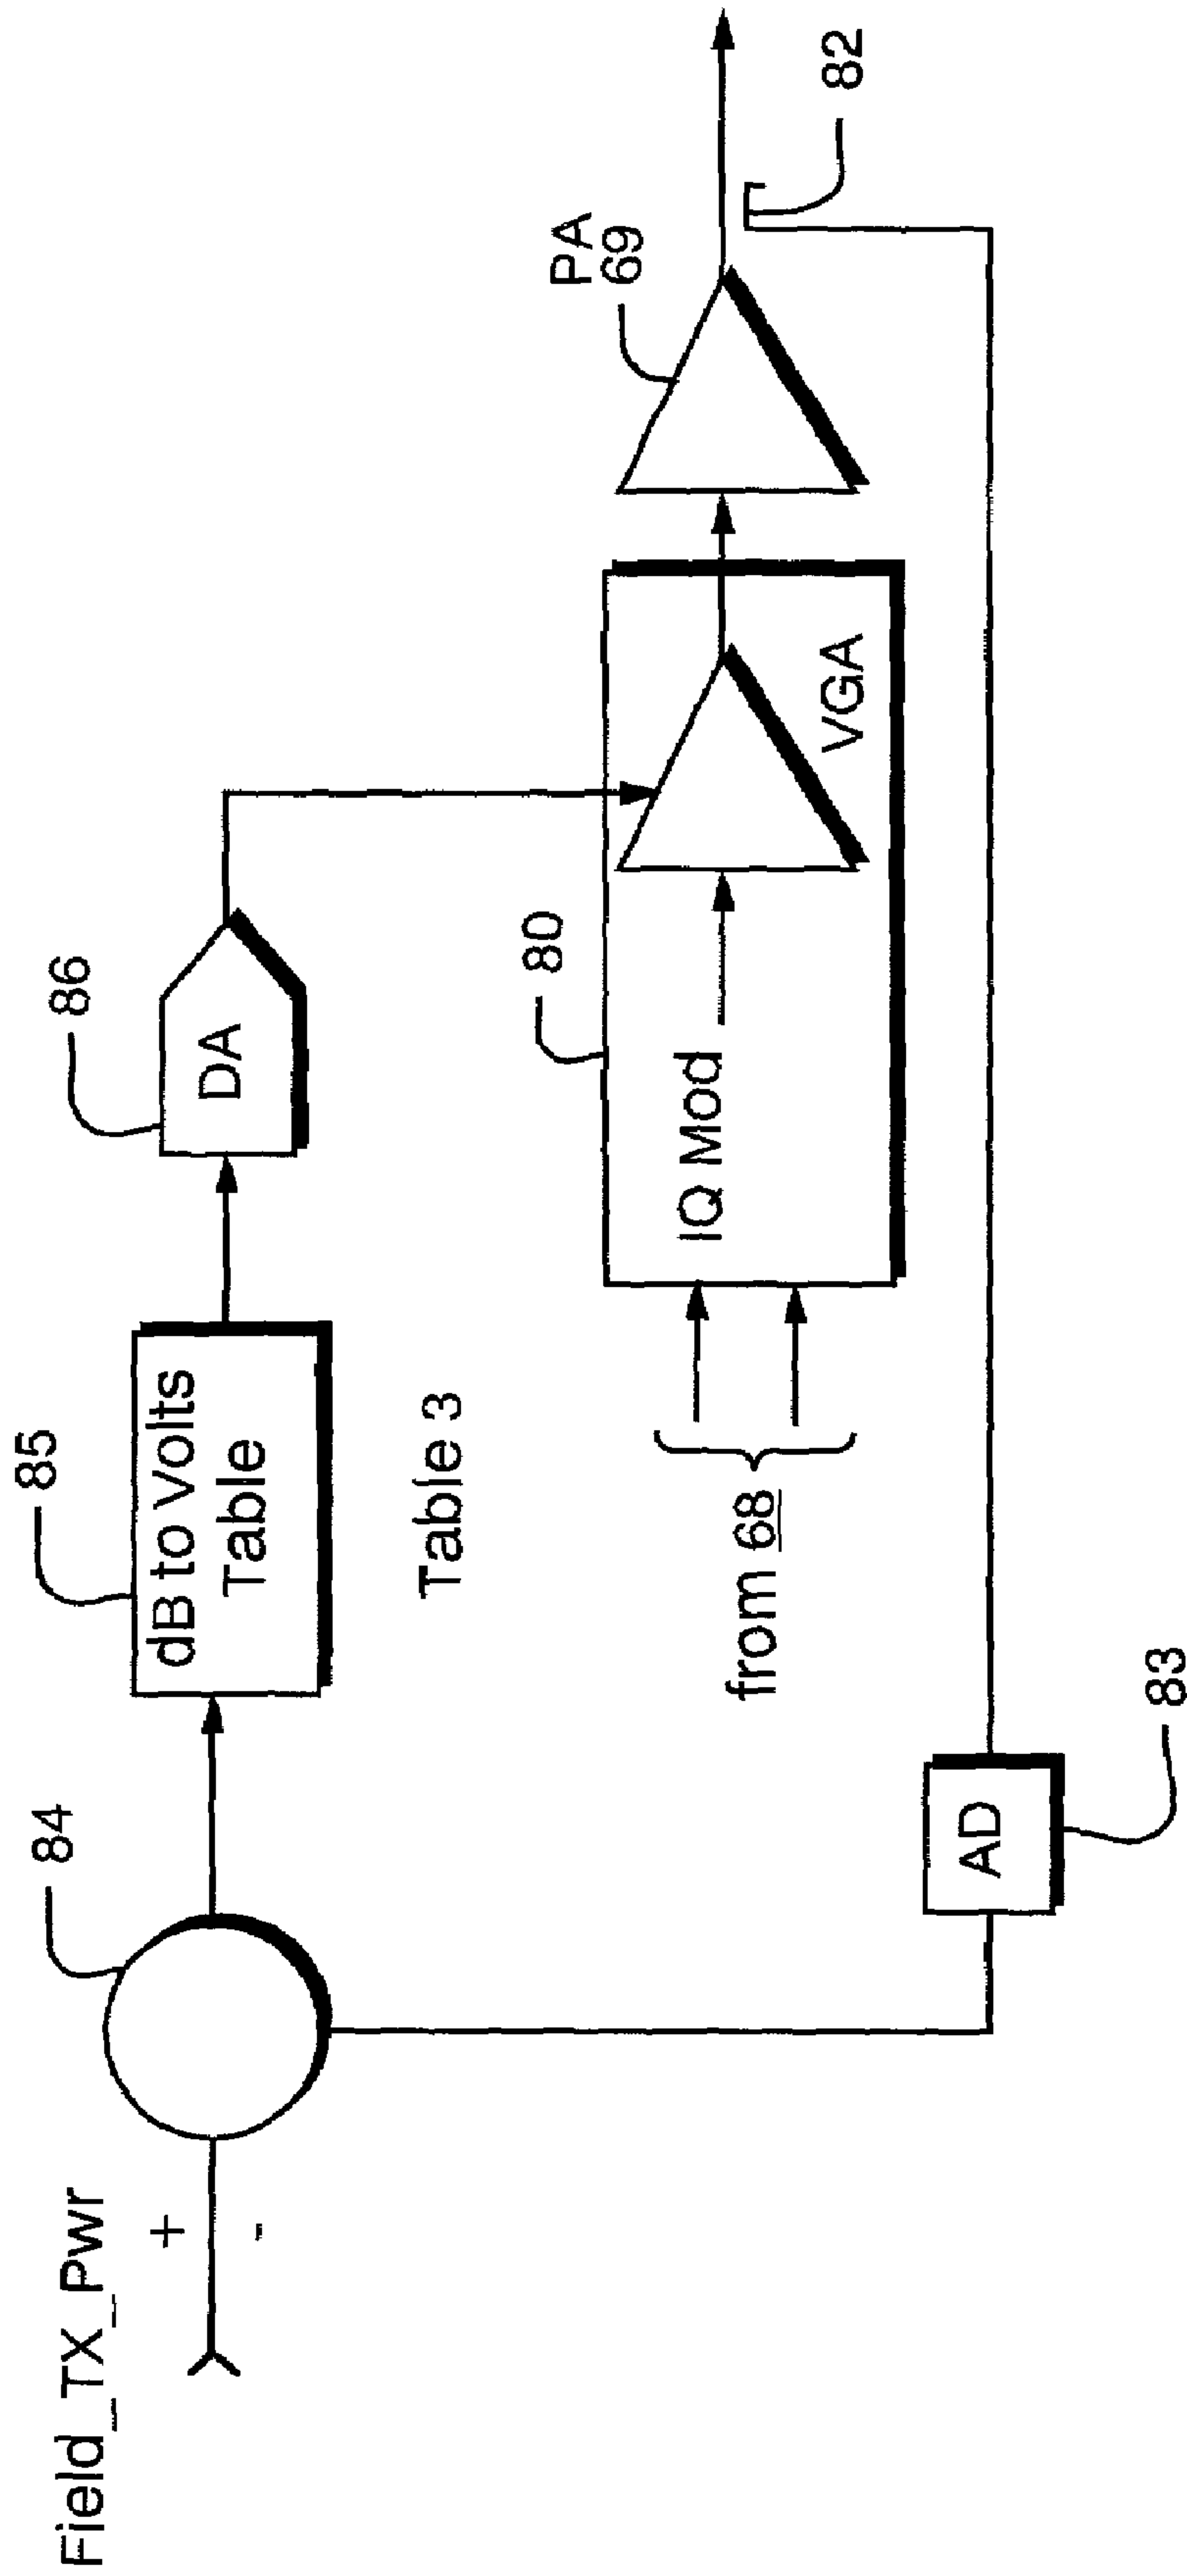 Field_TX_Pwr
+
-
84
85
dB to Volts
Table
Table 3
86
DA
80
IQ Mod
VGA
from 68
PA
69
82
AD
83